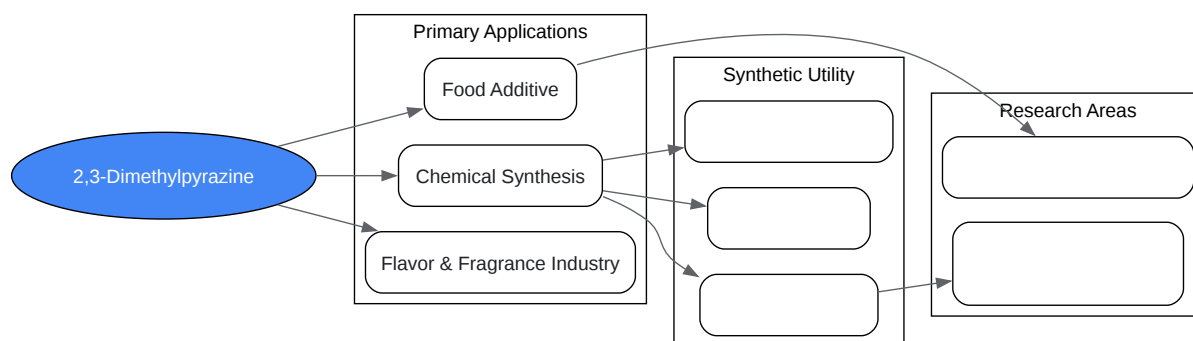 Primary Applications
Food Additive
Synthetic Utility
Research Areas
2,3-Dimethylpyrazine
Chemical Synthesis
Flavor & Fragrance Industry